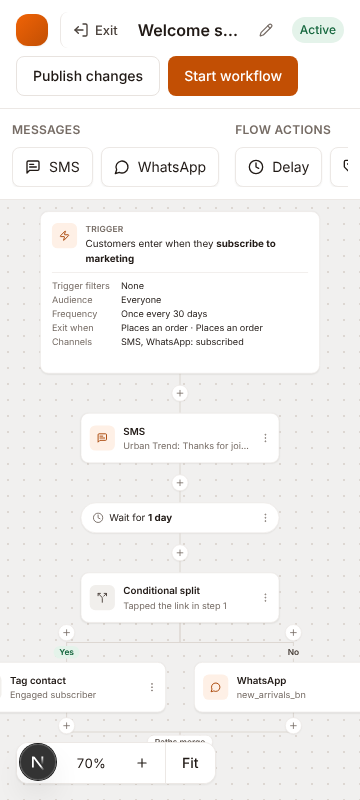 Exit
Welcome s...
Active
Publish changes
Start workflow
MESSAGES
FLOW ACTIONS
SMS
WhatsApp
Delay
TRIGGER
Customers enter when they subscribe to
marketing
Trigger filters None
Audience Everyone
Frequency Once every 30 days
Exit when Places an order · Places an order
Channels SMS, WhatsApp: subscribed
SMS
Urban Trend: Thanks for joi...
Wait for 1 day
Conditional split
Tapped the link in step 1
Yes
No
Tag contact
Engaged subscriber
WhatsApp
new_arrivals_bn
Paths merge
N
70%
Fit